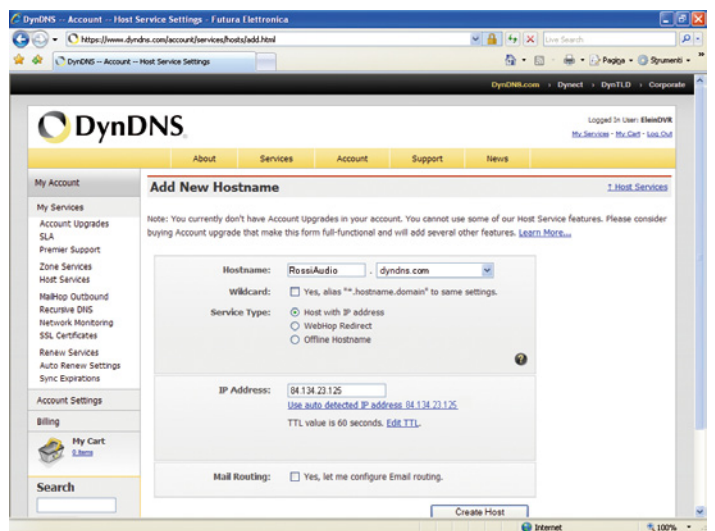 DynDNS -- Account -- Host Service Settings - Futura Elettronica
https://www.dyndns.com/account/services/hosts/add.html
Live Search
DynDNS -- Account -- Host Service Settings
Pagina
Strumenti
DynDNS.com › Dynect › DynTLD › Corporate
DynDNS
Logged In User: EleinDVR
My Services - My Cart - Log Out
About Services Account Support News
My Account
Add New Hostname
↑ Host Services
My Services
Account Upgrades
SLA
Premier Support
Zone Services
Host Services
MailHop Outbound
Recursive DNS
Network Monitoring
SSL Certificates
Renew Services
Auto Renew Settings
Sync Expirations
Account Settings
Billing
My Cart
0 items
Search
Note: You currently don't have Account Upgrades in your account. You cannot use some of our Host Service features. Please consider
buying Account upgrade that make this form full-functional and will add several other features. Learn More...
Hostname: RossiAudio . dyndns.com
Wildcard: Yes, alias "*.hostname.domain" to same settings.
Service Type: Host with IP address
WebHop Redirect
Offline Hostname
?
IP Address: 84.134.23.125
Use auto detected IP address 84.134.23.125.
TTL value is 60 seconds. Edit TTL.
Mail Routing: Yes, let me configure Email routing.
Create Host
Internet
100%